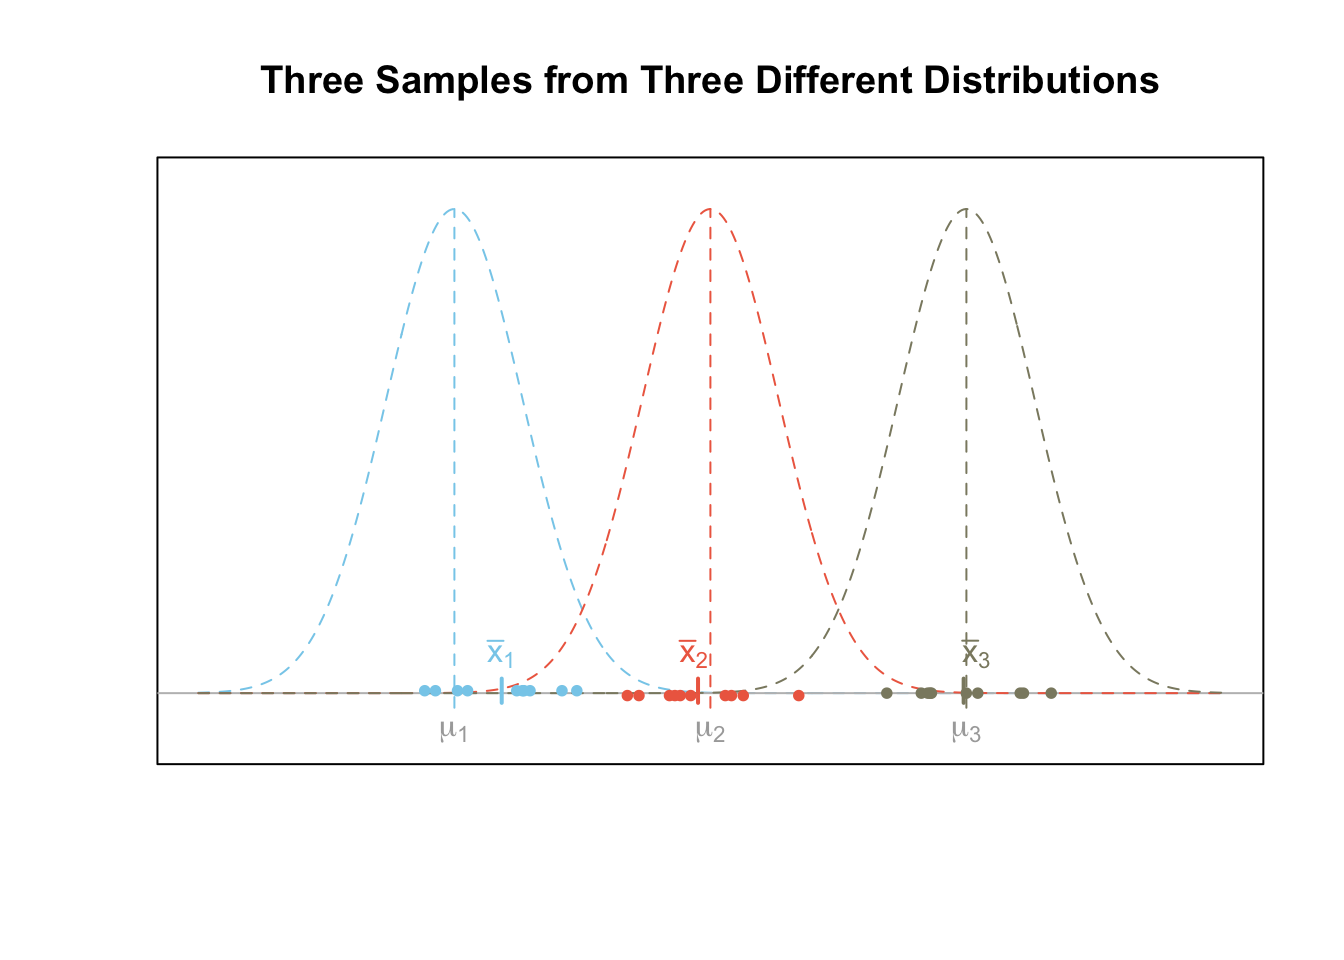 Three Samples from Three Different Distributions
x̅₁ x̅₂ x̅₃
μ₁ μ₂ μ₃